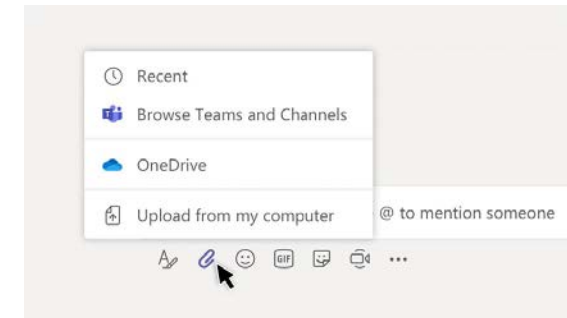 Recent
Browse Teams and Channels
OneDrive
Upload from my computer
@ to mention someone
GIF